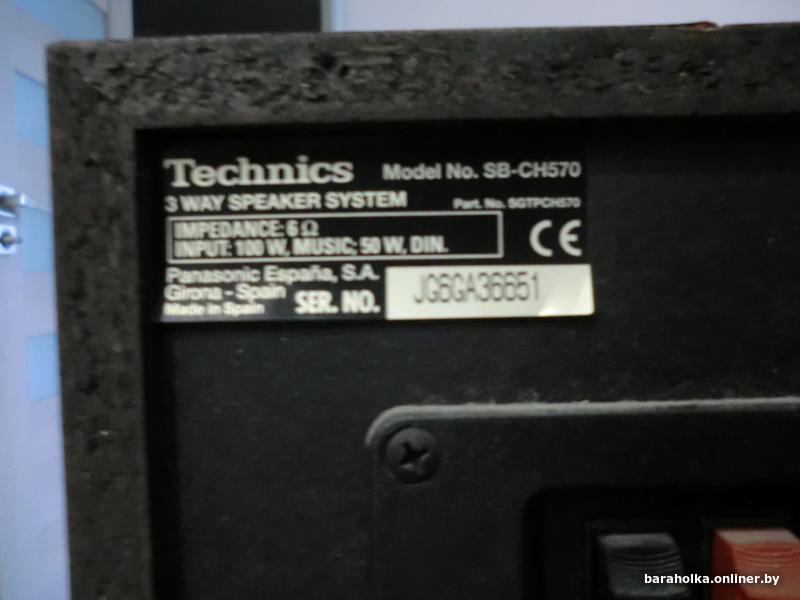 Technics Model No. SB-CH570
3 WAY SPEAKER SYSTEM Part. No. SGTPCH570
IMPEDANCE: 6 Ω
INPUT: 100 W, MUSIC; 50 W, DIN.
CE
Panasonic España, S.A.
Girona - Spain
Made in Spain
SER. NO. JG6GA36651
baraholka.onliner.by